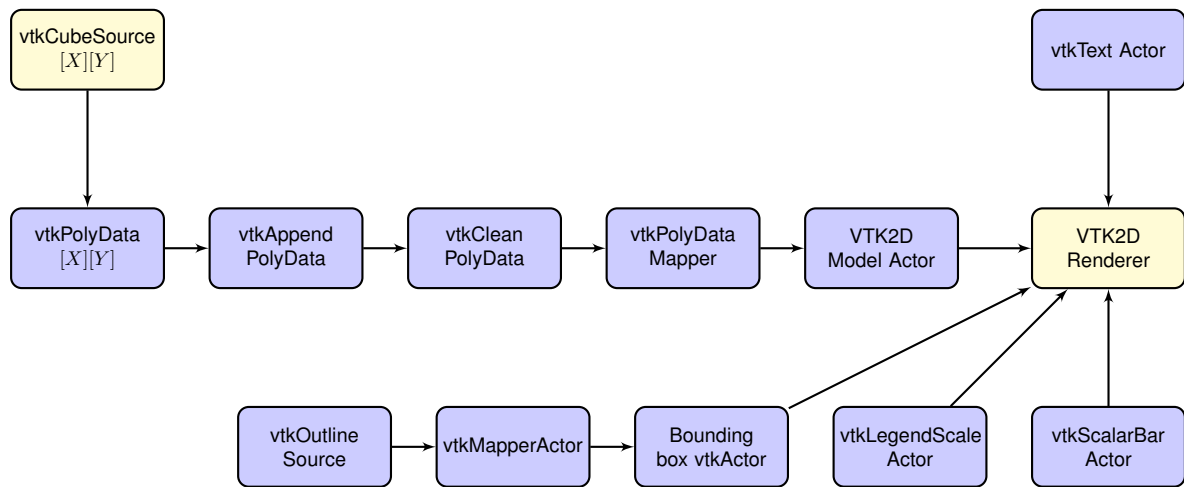 vtkCubeSource
[X][Y]
vtkText Actor
vtkPolyData
[X][Y]
vtkAppend
PolyData
vtkClean
PolyData
vtkPolyData
Mapper
VTK2D
Model Actor
VTK2D
Renderer
vtkOutline
Source
vtkMapperActor
Bounding
box vtkActor
vtkLegendScale
Actor
vtkScalarBar
Actor